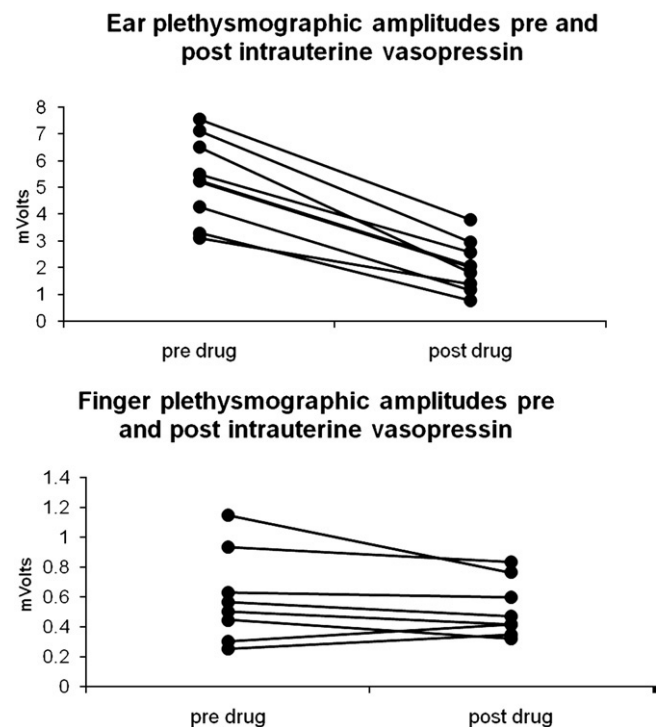 Ear plethysmographic amplitudes pre and
post intrauterine vasopressin
mVolts
8
7
6
5
4
3
2
1
0
pre drug post drug
Finger plethysmographic amplitudes pre
and post intrauterine vasopressin
mVolts
1.4
1.2
1
0.8
0.6
0.4
0.2
0
pre drug post drug